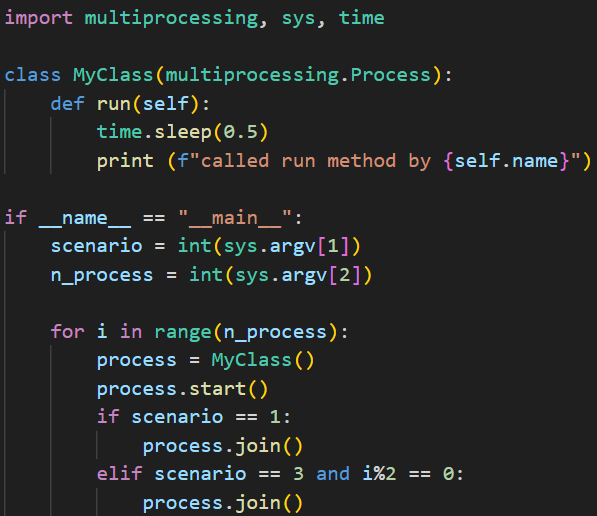 import multiprocessing, sys, time
class MyClass(multiprocessing.Process):
    def run(self):
        time.sleep(0.5)
        print (f"called run method by {self.name}")
if __name__ == "__main__":
    scenario = int(sys.argv[1])
    n_process = int(sys.argv[2])
    for i in range(n_process):
        process = MyClass()
        process.start()
        if scenario == 1:
            process.join()
        elif scenario == 3 and i%2 == 0:
            process.join()